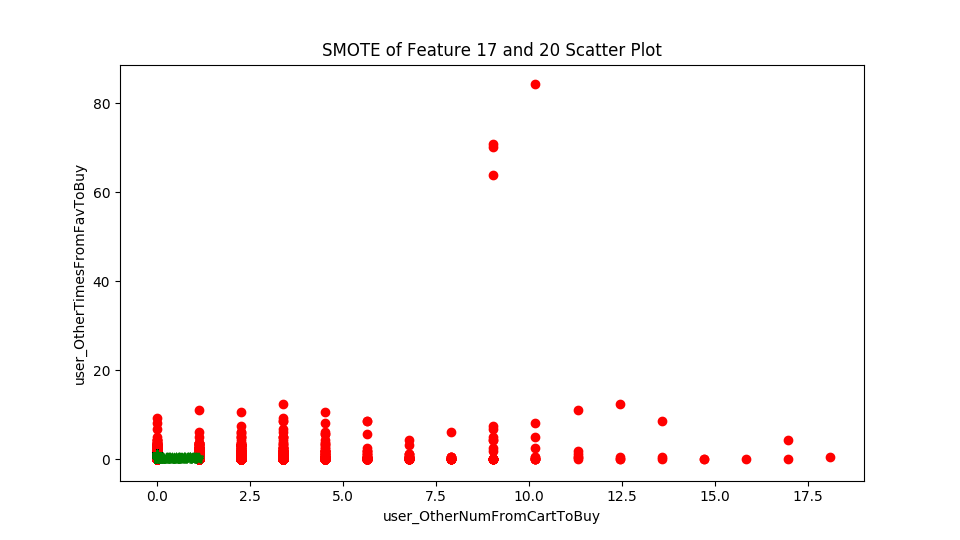 SMOTE of Feature 17 and 20 Scatter Plot
user_OtherTimesFromFavToBuy
80
60
40
20
0
0.0 2.5 5.0 7.5 10.0 12.5 15.0 17.5
user_OtherNumFromCartToBuy